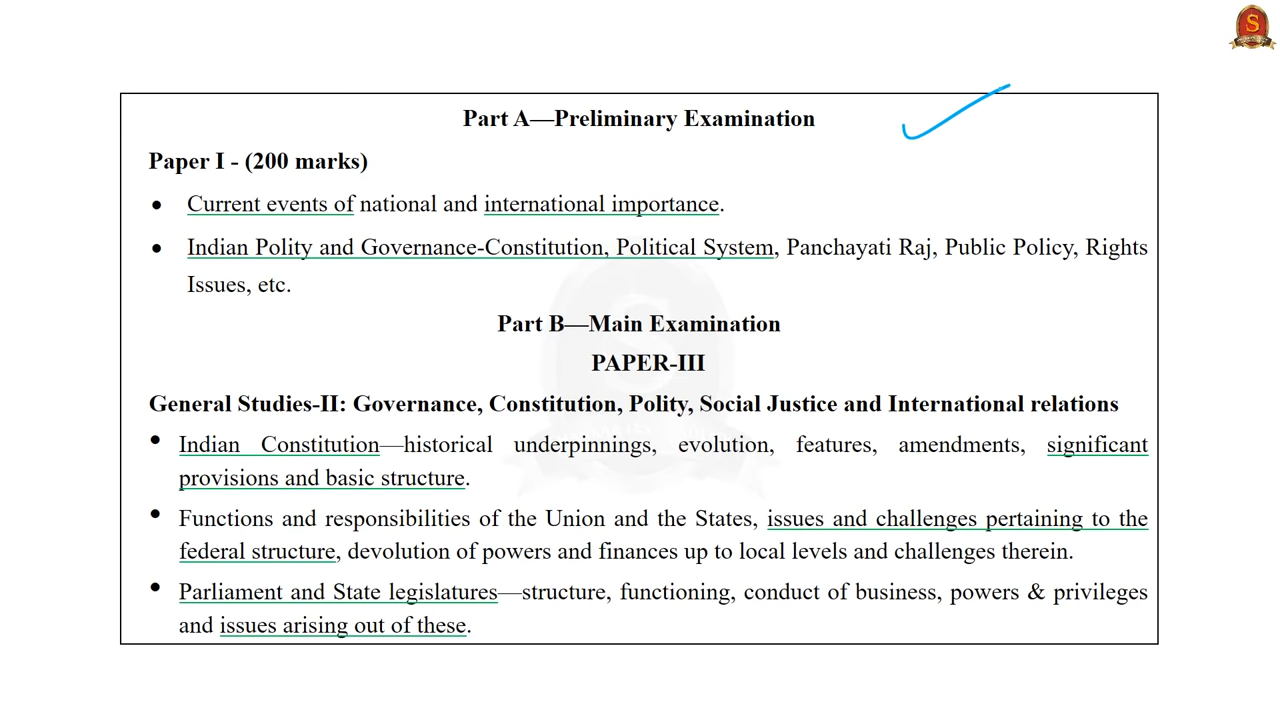 S
Part A—Preliminary Examination
Paper I - (200 marks)
• Current events of national and international importance.
• Indian Polity and Governance-Constitution, Political System, Panchayati Raj, Public Policy, Rights
Issues, etc.
Part B—Main Examination
PAPER-III
General Studies-II: Governance, Constitution, Polity, Social Justice and International relations
• Indian Constitution—historical underpinnings, evolution, features, amendments, significant
provisions and basic structure.
• Functions and responsibilities of the Union and the States, issues and challenges pertaining to the
federal structure, devolution of powers and finances up to local levels and challenges therein.
• Parliament and State legislatures—structure, functioning, conduct of business, powers & privileges
and issues arising out of these.